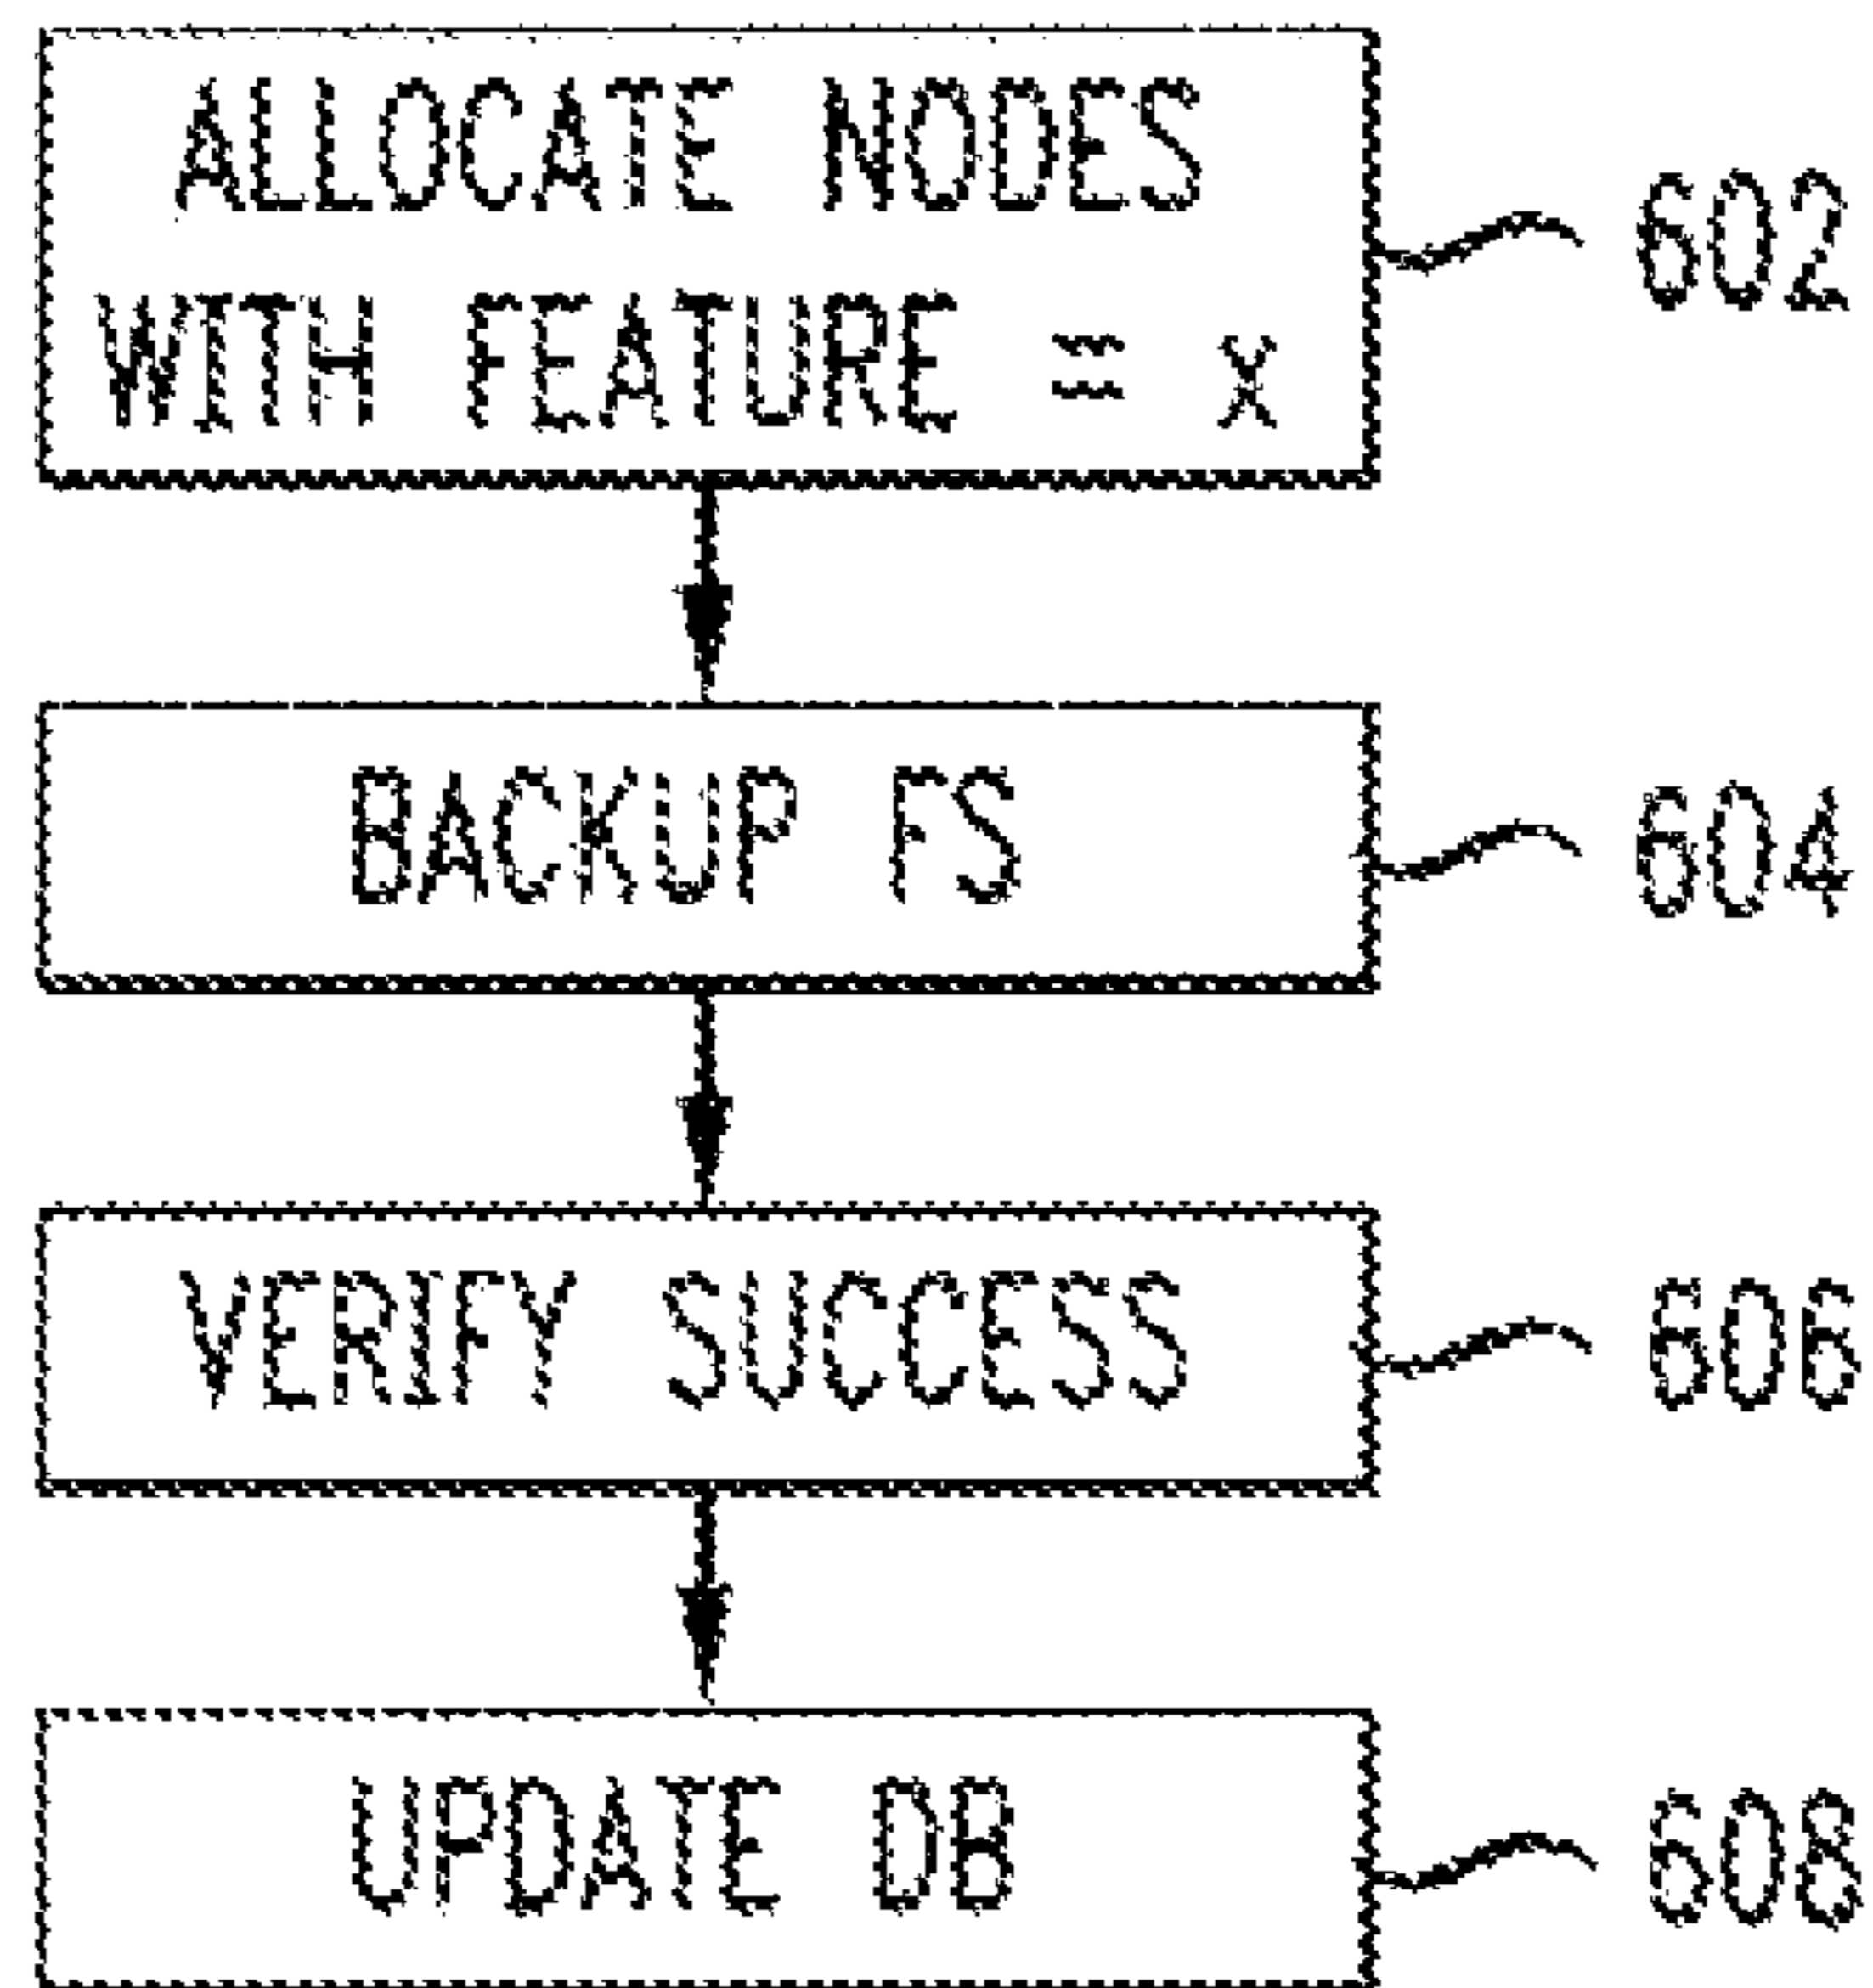 ALLOCATE NODES
WITH FEATURE = x
602
BACKUP FS
604
VERIFY SUCCESS
606
UPDATE DB
608